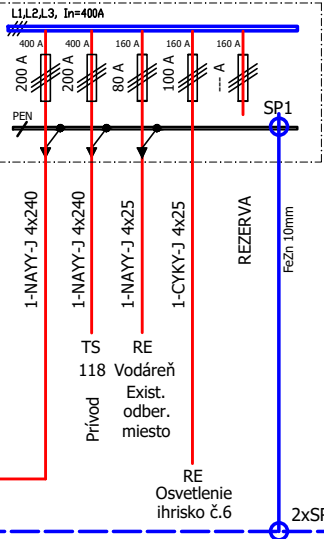 L1,L2,L3, In=400A
400 A
400 A
160 A
160 A
160 A
200 A
200 A
80 A
100 A
---A
PEN
SP1
1-NAYY-J 4x240
1-NAYY-J 4x240
1-NAYY-J 4x25
1-CYKY-J 4x25
REZERVA
FeZn 10mm
TS
118
Prívod
RE
Vodáreň
Exist.
odber.
miesto
RE
Osvetlenie
ihrisko č.6
2xSP